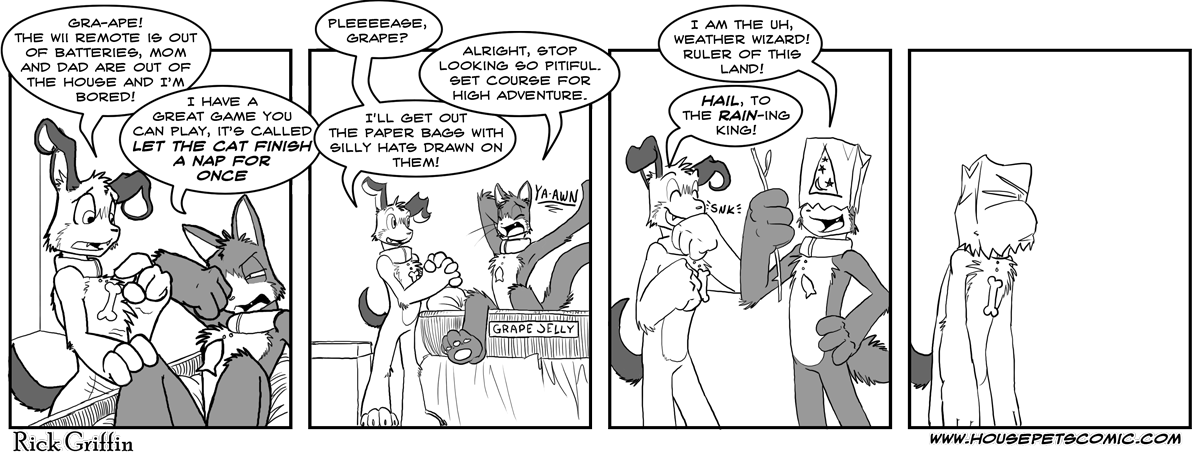 GRA-APE!
THE WII REMOTE IS OUT
OF BATTERIES, MOM
AND DAD ARE OUT OF
THE HOUSE AND I'M
BORED!
I HAVE A
GREAT GAME YOU
CAN PLAY, IT'S CALLED
LET THE CAT FINISH
A NAP FOR
ONCE
PLEEEEASE,
GRAPE?
ALRIGHT, STOP
LOOKING SO PITIFUL.
SET COURSE FOR
HIGH ADVENTURE.
I'LL GET OUT
THE PAPER BAGS WITH
SILLY HATS DRAWN ON
THEM!
YA-AWN
GRAPE JELLY
I AM THE UH,
WEATHER WIZARD!
RULER OF THIS
LAND!
HAIL, TO
THE RAIN-ING
KING!
SNK
Rick Griffin
WWW.HOUSEPETSCOMIC.COM